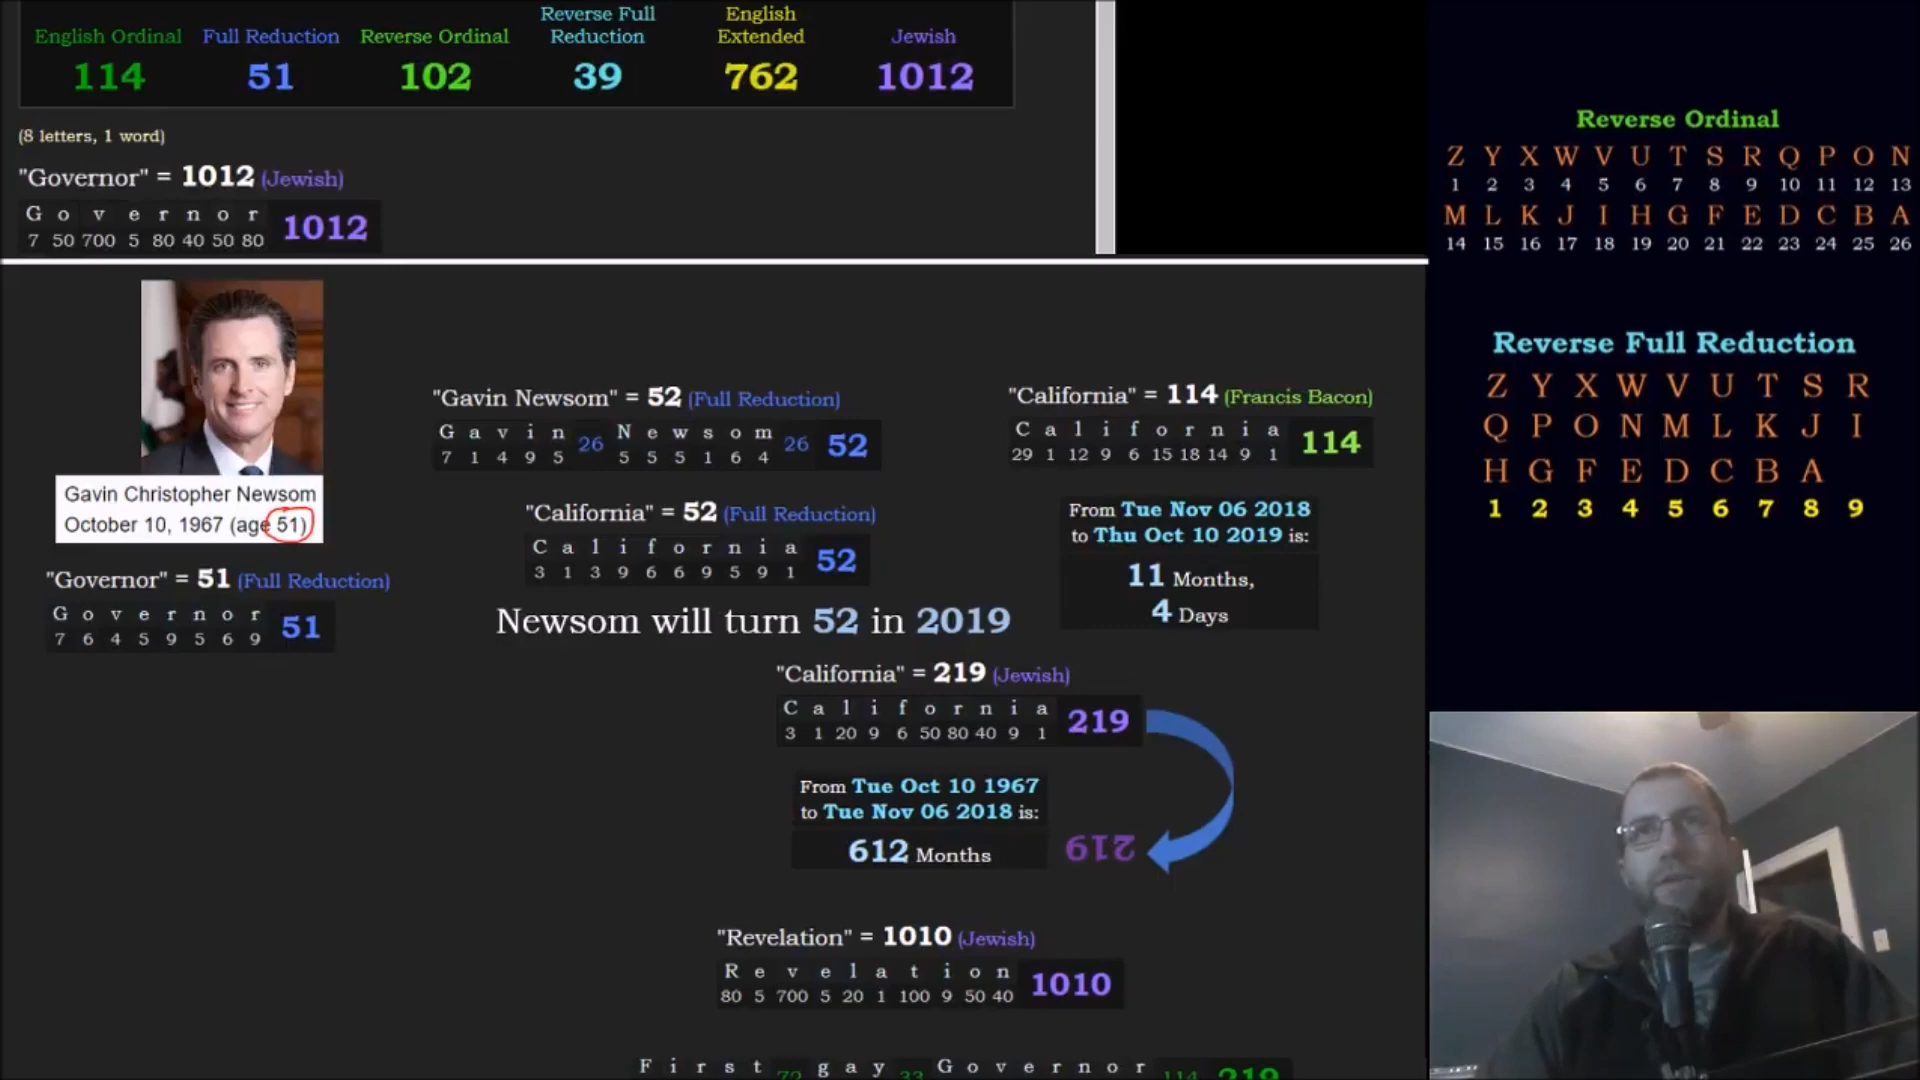 English Ordinal Full Reduction Reverse Ordinal Reverse Full Reduction English Extended Jewish
114 51 102 39 762 1012
(8 letters, 1 word)
"Governor" = 1012 (Jewish)
G o v e r n o r 1012
7 50 700 5 80 40 50 80
Gavin Christopher Newsom
October 10, 1967 (age 51)
"Governor" = 51 (Full Reduction)
G o v e r n o r 51
7 6 4 5 9 5 6 9
"Gavin Newsom" = 52 (Full Reduction)
G a v i n 26 N e w s o m 26 52
7 1 4 9 5 5 5 5 1 6 4
"California" = 52 (Full Reduction)
C a l i f o r n i a 52
3 1 3 9 6 6 9 5 9 1
Newsom will turn 52 in 2019
"California" = 114 (Francis Bacon)
C a l i f o r n i a 114
29 1 12 9 6 15 18 14 9 1
From Tue Nov 06 2018
to Thu Oct 10 2019 is:
11 Months,
4 Days
"California" = 219 (Jewish)
C a l i f o r n i a 219
3 1 20 9 6 50 80 40 9 1
From Tue Oct 10 1967
to Tue Nov 06 2018 is:
612 Months
219
"Revelation" = 1010 (Jewish)
R e v e l a t i o n 1010
80 5 700 5 20 1 100 9 50 40
F i r s t 72 g a y 33 G o v e r n o r 114 219
Reverse Ordinal
Z Y X W V U T S R Q P O N
1 2 3 4 5 6 7 8 9 10 11 12 13
M L K J I H G F E D C B A
14 15 16 17 18 19 20 21 22 23 24 25 26
Reverse Full Reduction
Z Y X W V U T S R
Q P O N M L K J I
H G F E D C B A
1 2 3 4 5 6 7 8 9